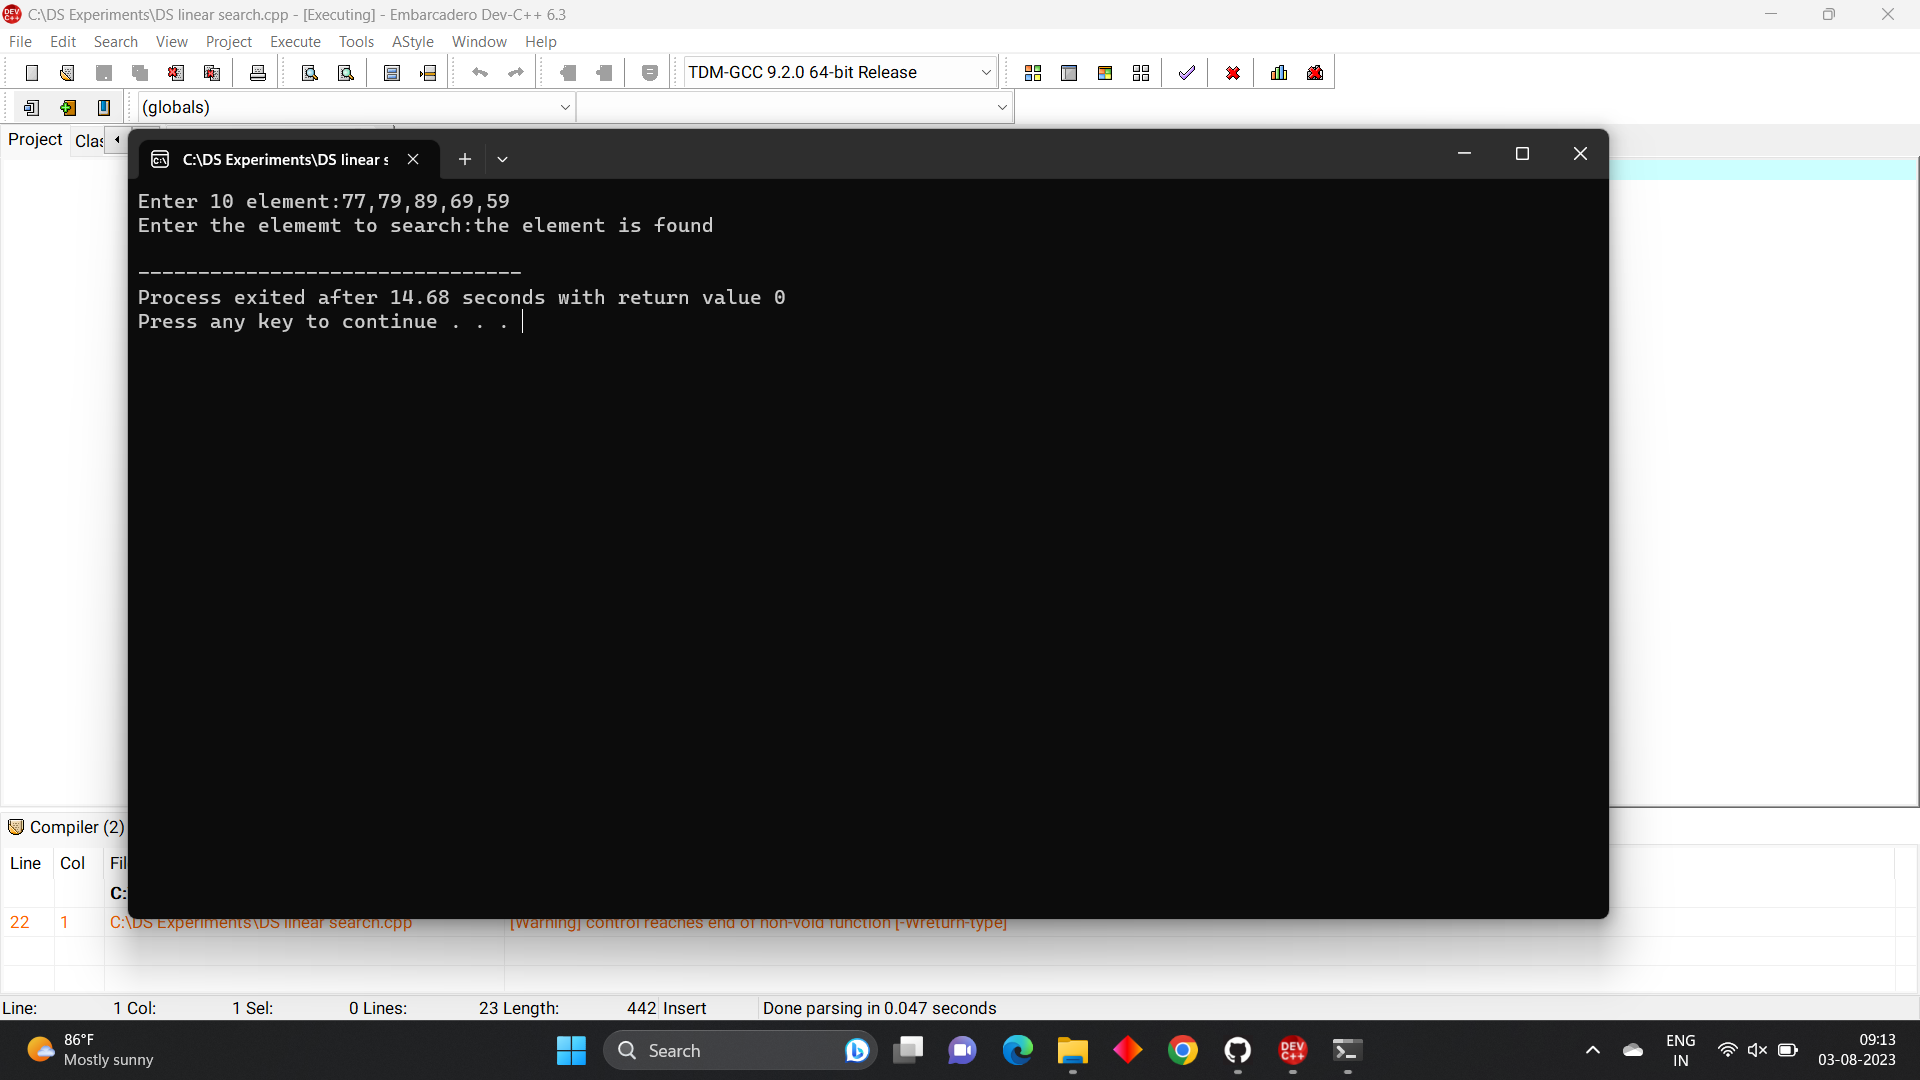 C:\DS Experiments\DS linear search.cpp - [Executing] - Embarcadero Dev-C++ 6.3
File Edit Search View Project Execute Tools AStyle Window Help
TDM-GCC 9.2.0 64-bit Release
(globals)
Project Clas
C:\DS Experiments\DS linear s
Enter 10 element:77,79,89,69,59
Enter the elememt to search:the element is found
--------------------------------
Process exited after 14.68 seconds with return value 0
Press any key to continue . . .
Compiler (2)
Line Col Fil
C:
22 1 C:\DS Experiments\DS linear search.cpp [Warning] control reaches end of non-void function [-Wreturn-type]
Line: 1 Col: 1 Sel: 0 Lines: 23 Length: 442 Insert Done parsing in 0.047 seconds
86°F
Mostly sunny
Search
DEV
C++
ENG
IN
09:13
03-08-2023